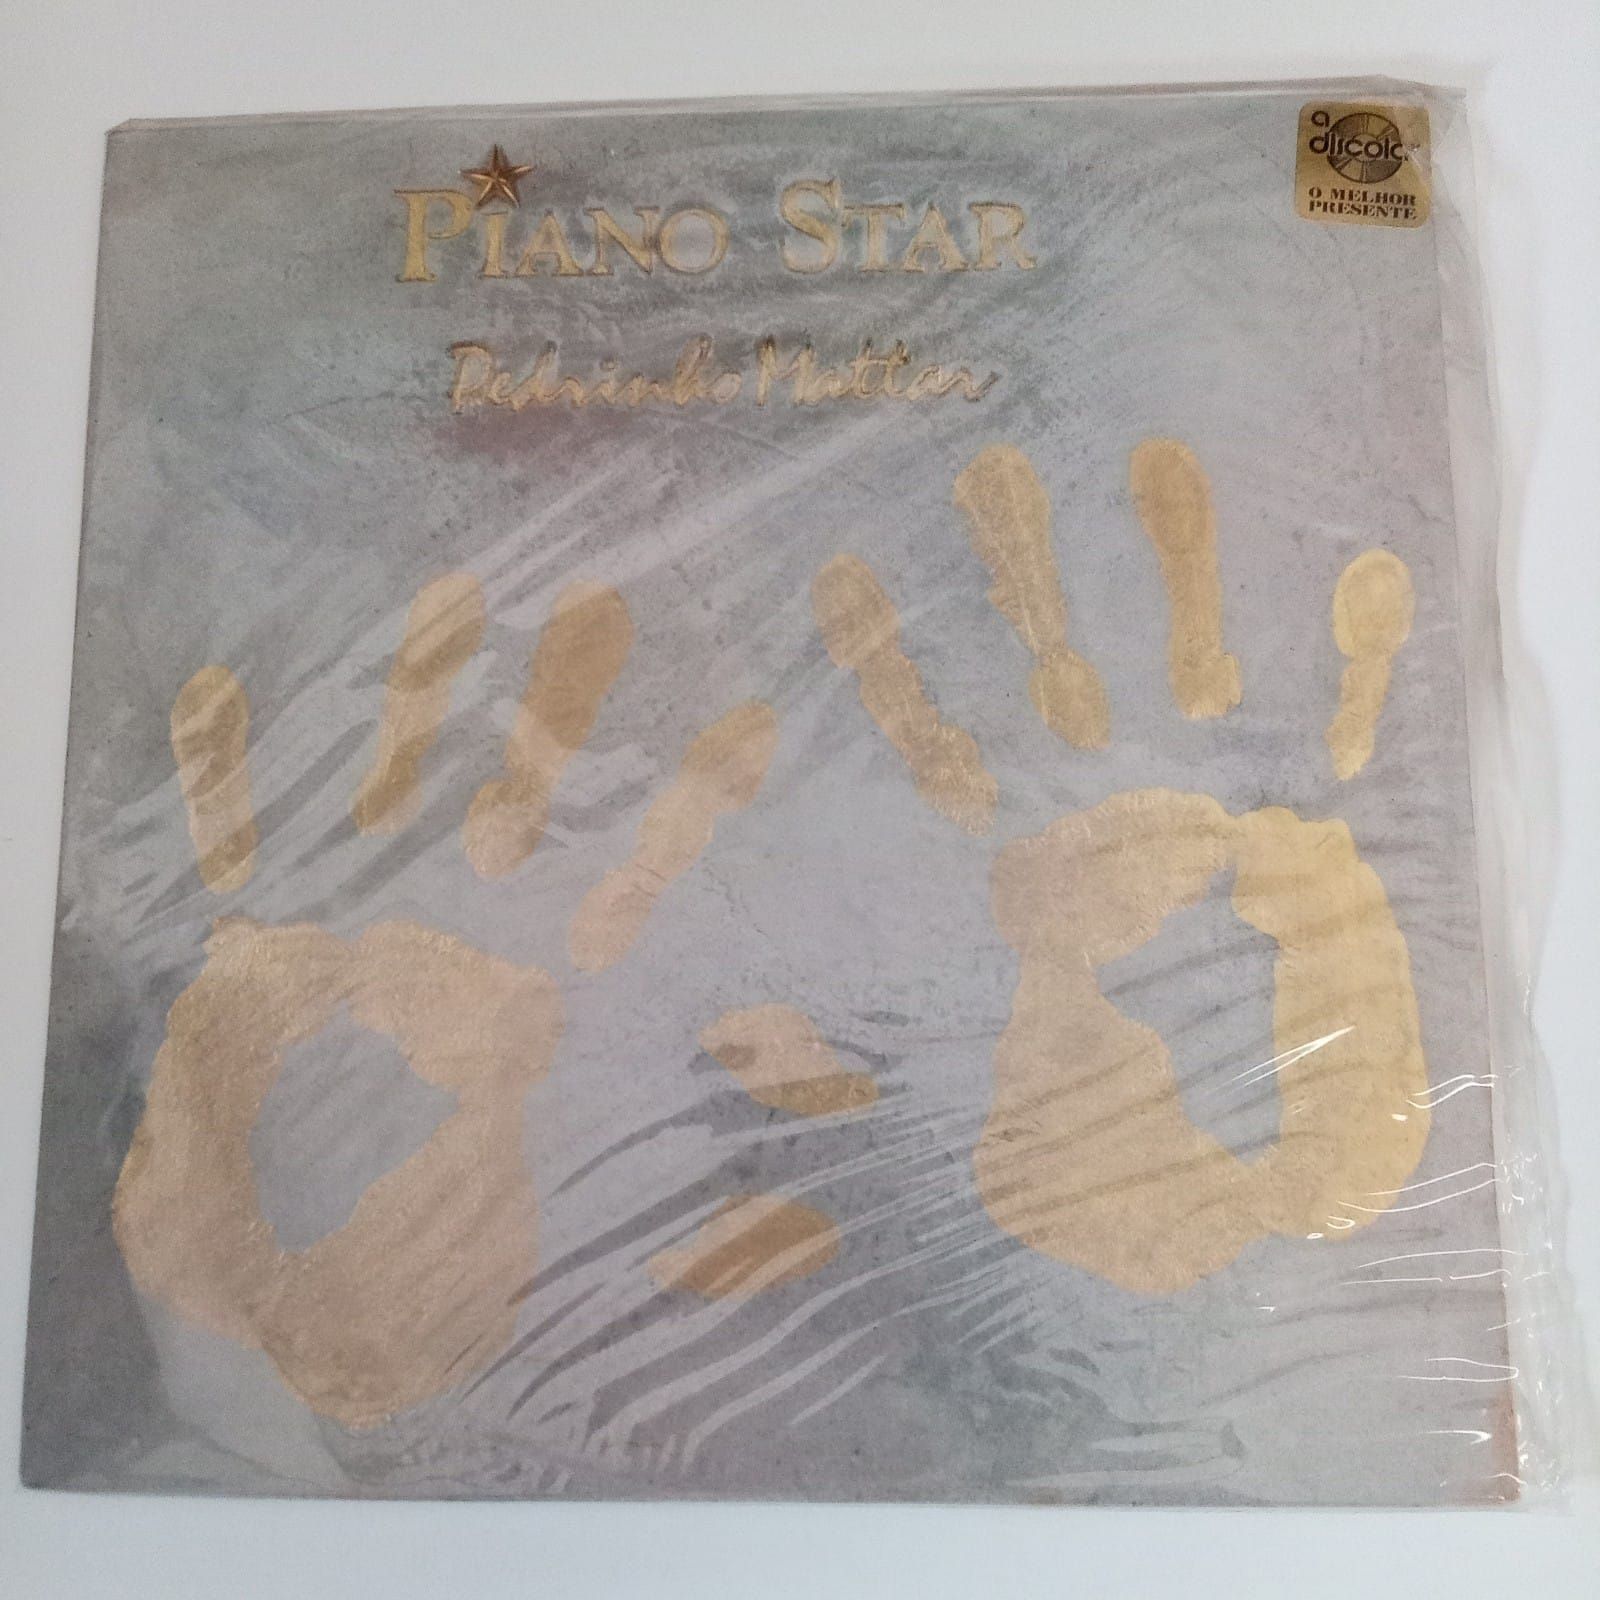 a
discola
O MELHOR
PRESENTE
PIANO STAR
Pedrinho Mattar